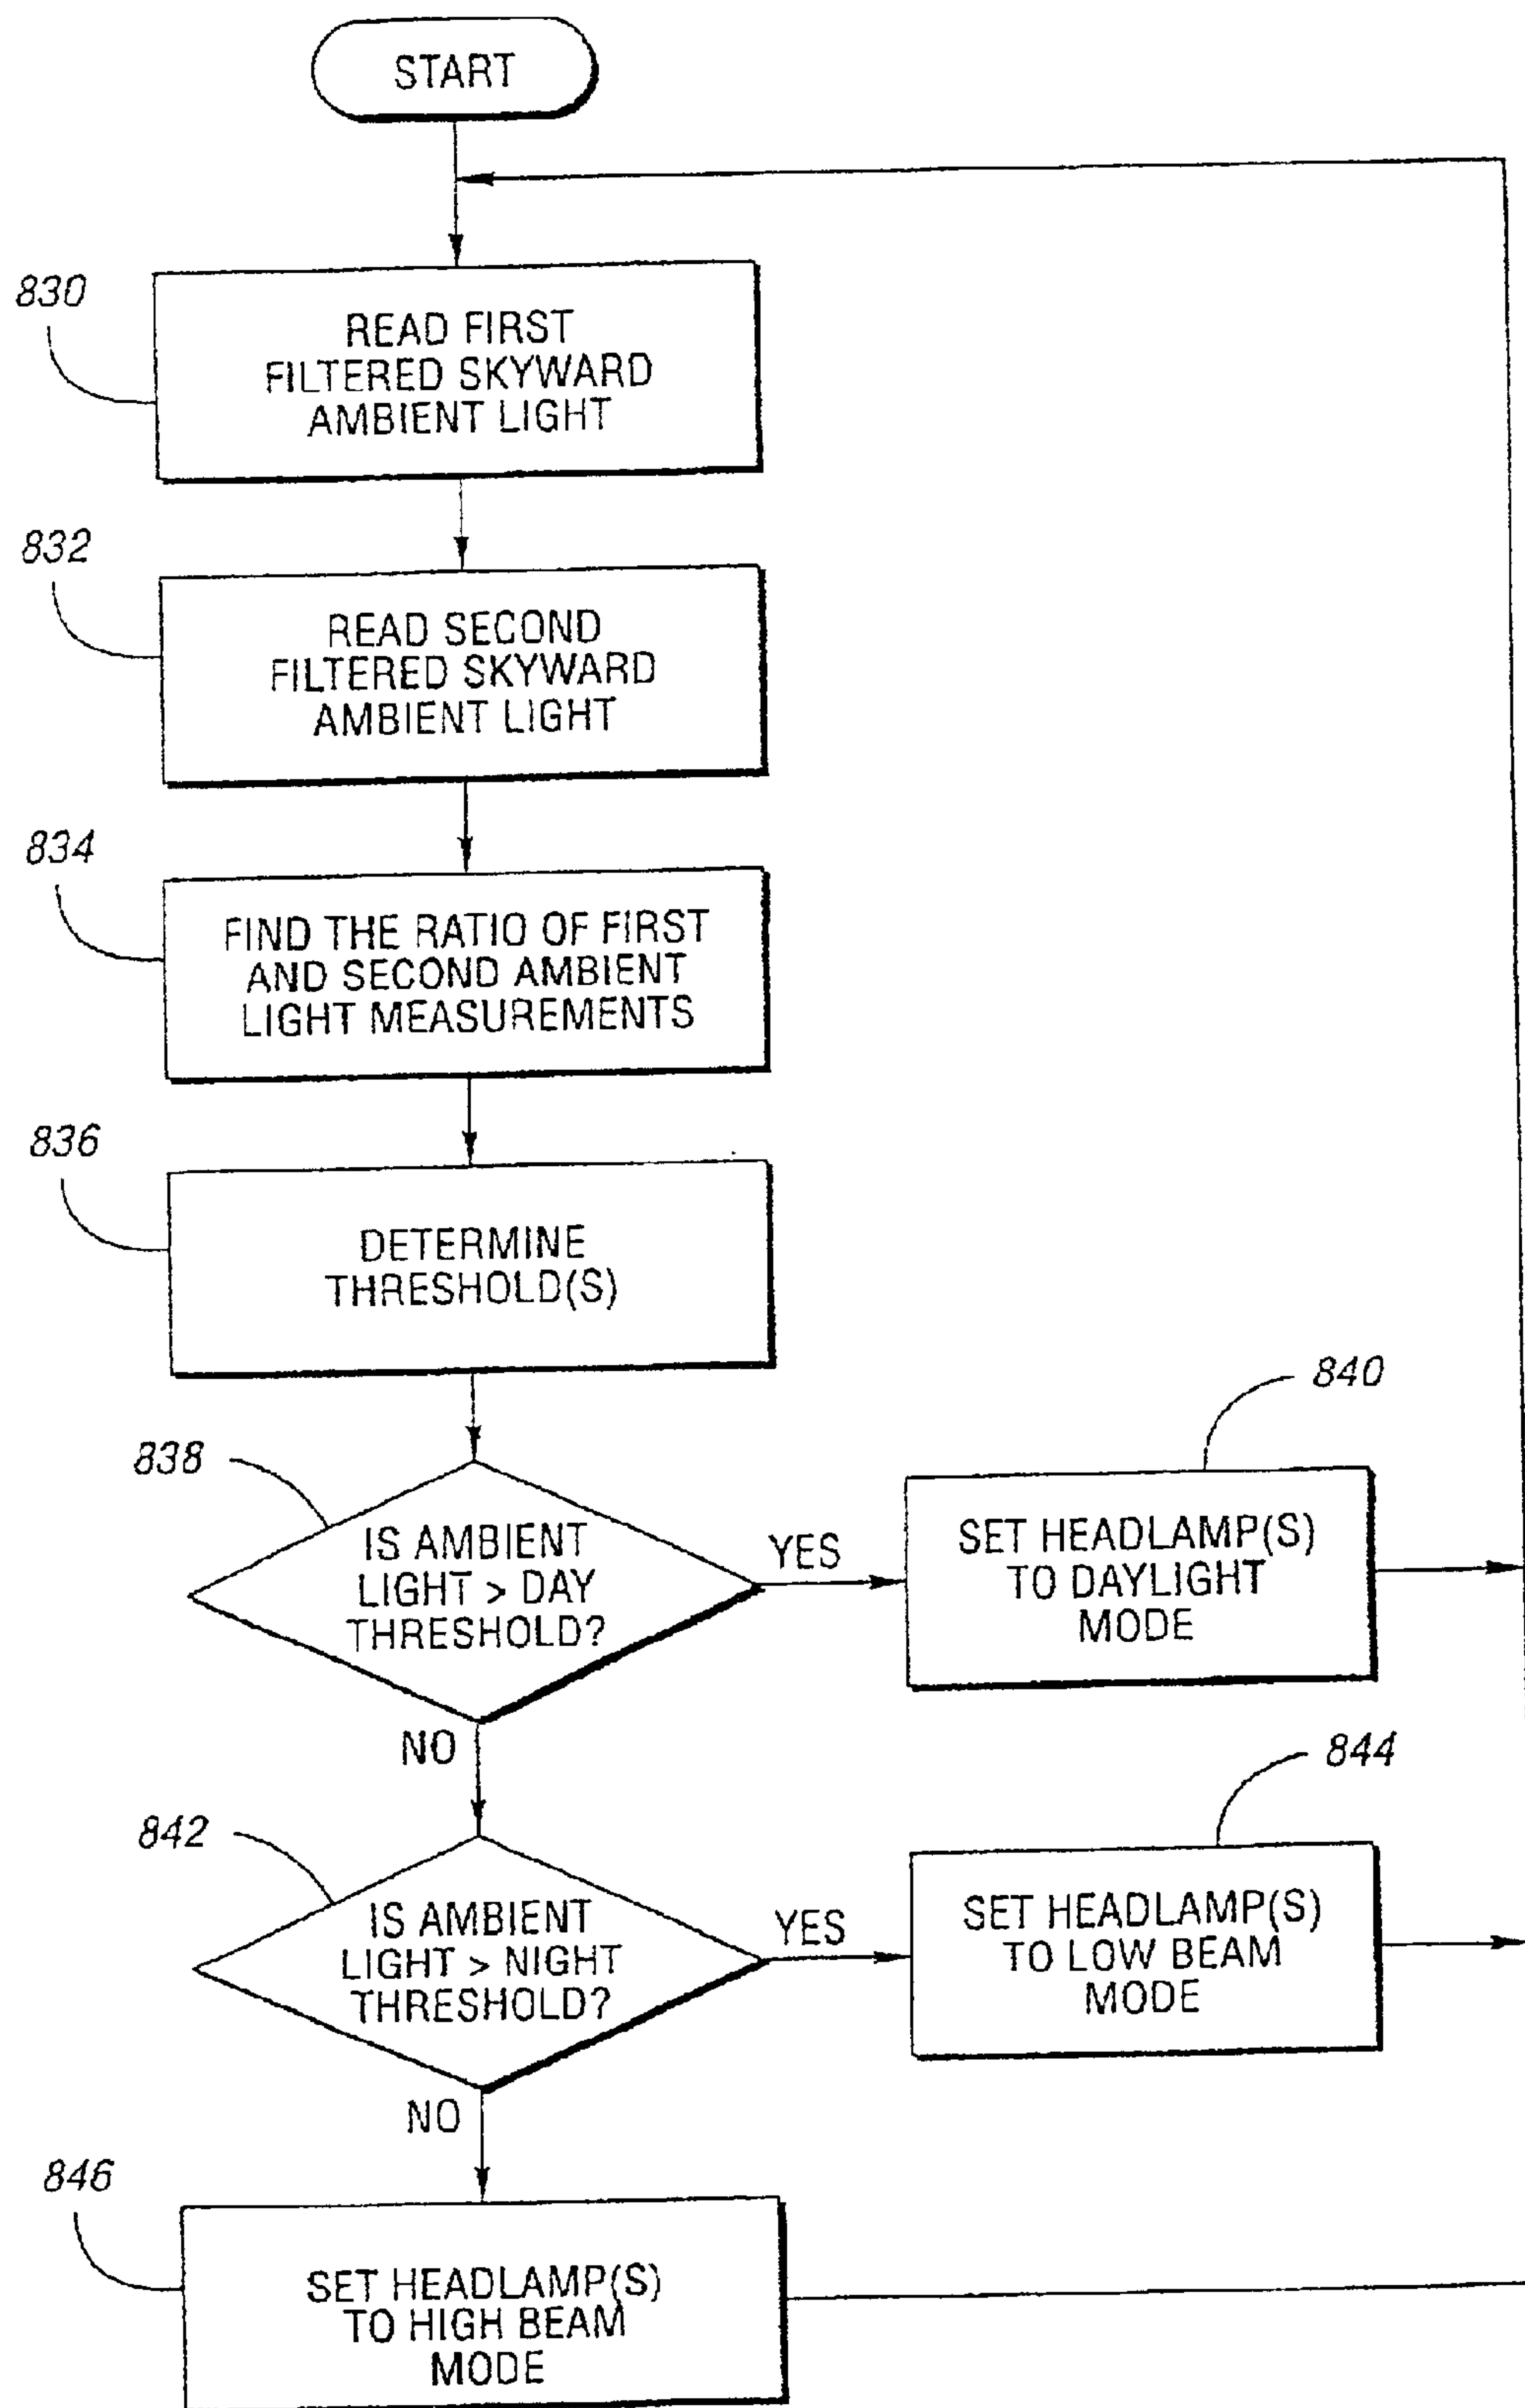 START
830
READ FIRST
FILTERED SKYWARD
AMBIENT LIGHT
832
READ SECOND
FILTERED SKYWARD
AMBIENT LIGHT
834
FIND THE RATIO OF FIRST
AND SECOND AMBIENT
LIGHT MEASUREMENTS
836
DETERMINE
THRESHOLD(S)
838
IS AMBIENT
LIGHT > DAY
THRESHOLD?
YES
840
SET HEADLAMP(S)
TO DAYLIGHT
MODE
NO
842
IS AMBIENT
LIGHT > NIGHT
THRESHOLD?
YES
844
SET HEADLAMP(S)
TO LOW BEAM
MODE
NO
846
SET HEADLAMP(S)
TO HIGH BEAM
MODE